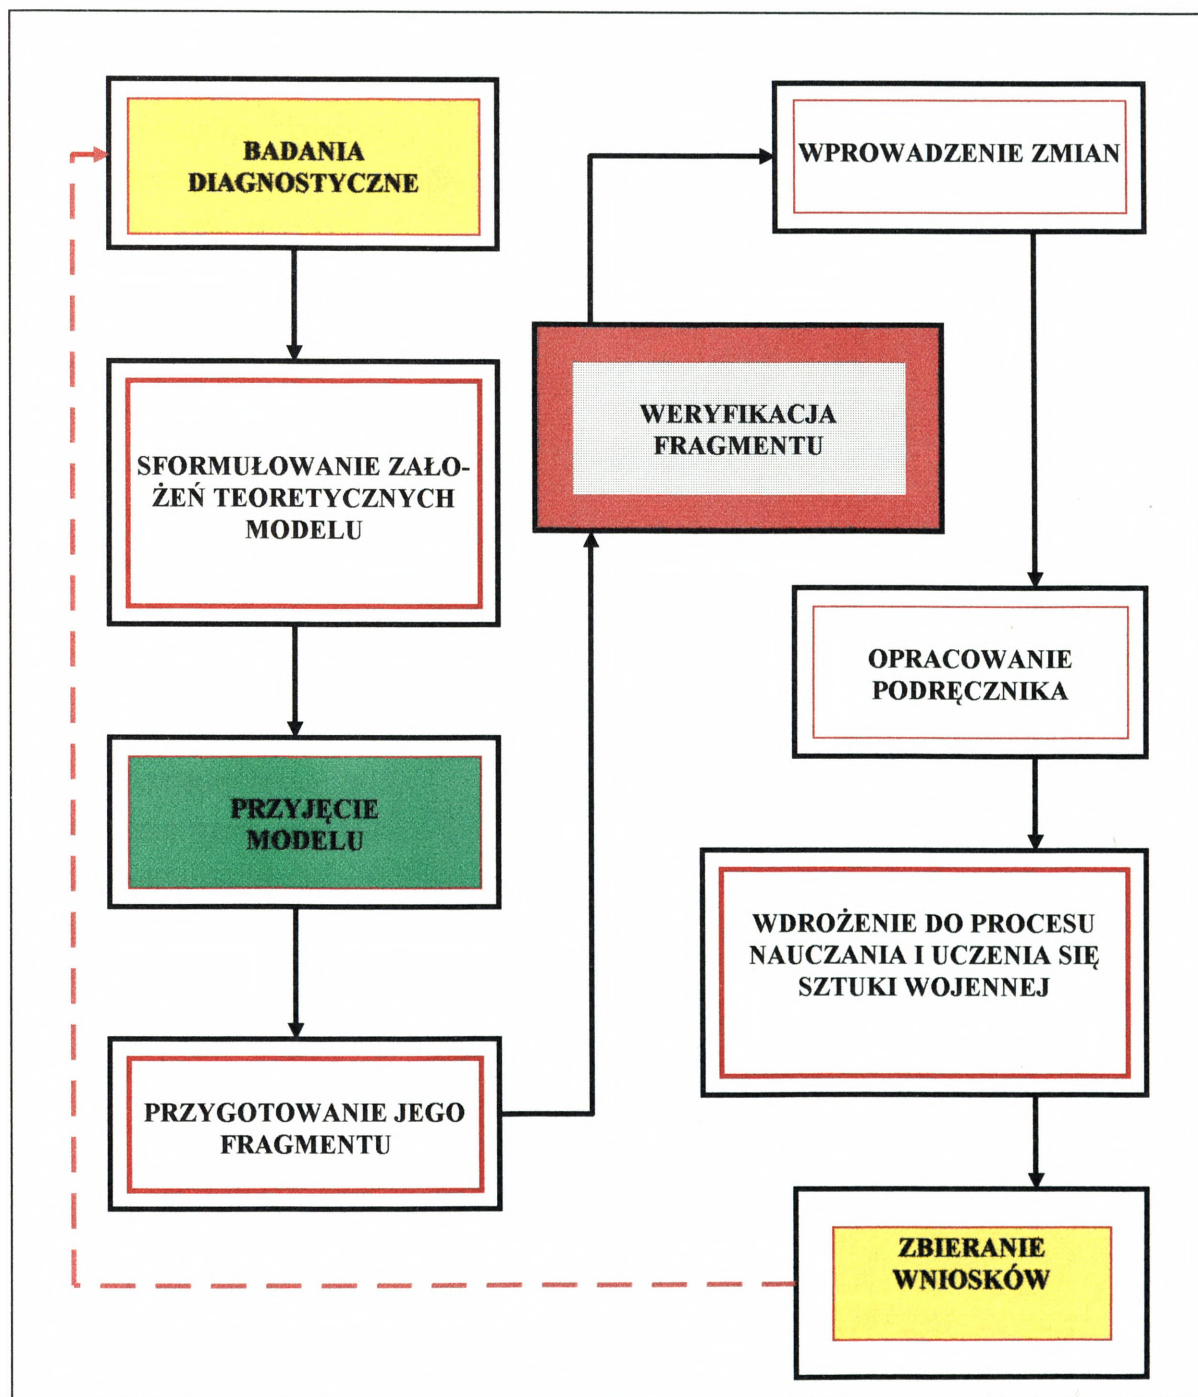 BADANIA
DIAGNOSTYCZNE
SFORMUŁOWANIE ZAŁO-
ŻEŃ TEORETYCZNYCH
MODELU
PRZYJĘCIE
MODELU
PRZYGOTOWANIE JEGO
FRAGMENTU
WERYFIKACJA
FRAGMENTU
WPROWADZENIE ZMIAN
OPRACOWANIE
PODRĘCZNIKA
WDROŻENIE DO PROCESU
NAUCZANIA I UCZENIA SIĘ
SZTUKI WOJENNEJ
ZBIERANIE
WNIOSKÓW